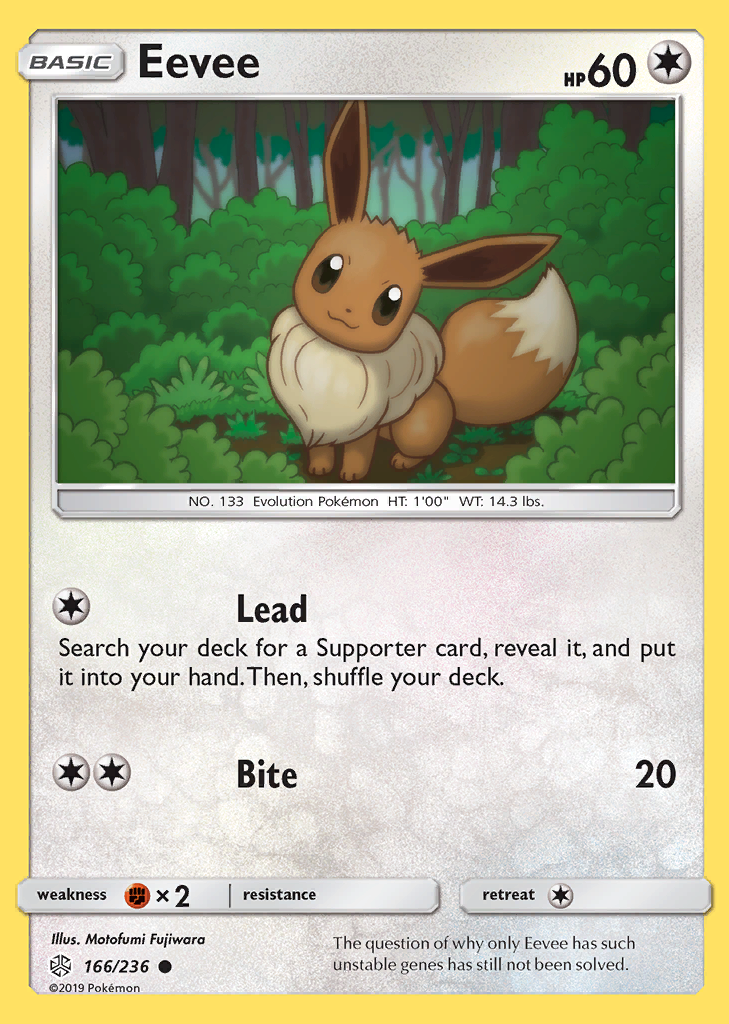 BASIC Eevee HP60
NO. 133 Evolution Pokémon HT: 1'00" WT: 14.3 lbs.
Lead
Search your deck for a Supporter card, reveal it, and put
it into your hand. Then, shuffle your deck.
Bite 20
weakness × 2 resistance retreat
Illus. Motofumi Fujiwara
166/236
©2019 Pokémon
The question of why only Eevee has such
unstable genes has still not been solved.